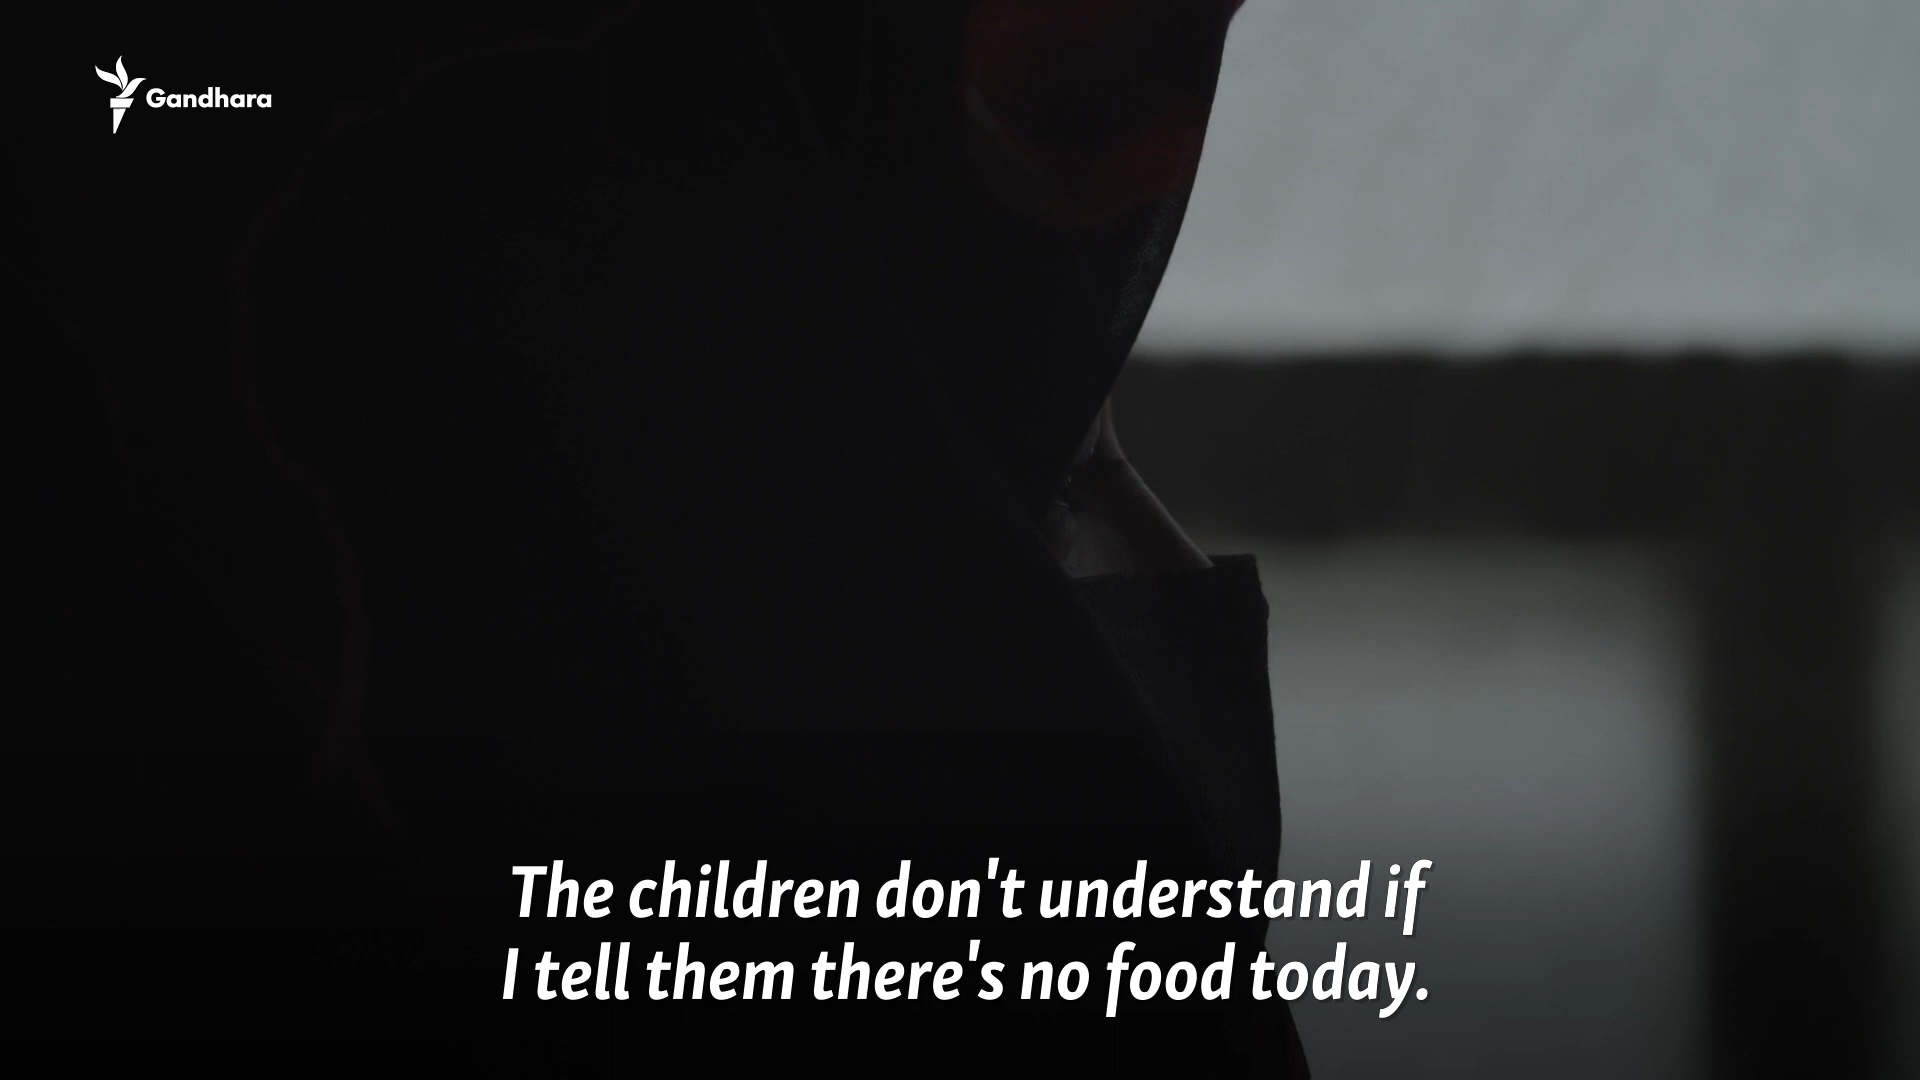 Gandhara
The children don't understand if
I tell them there's no food today.